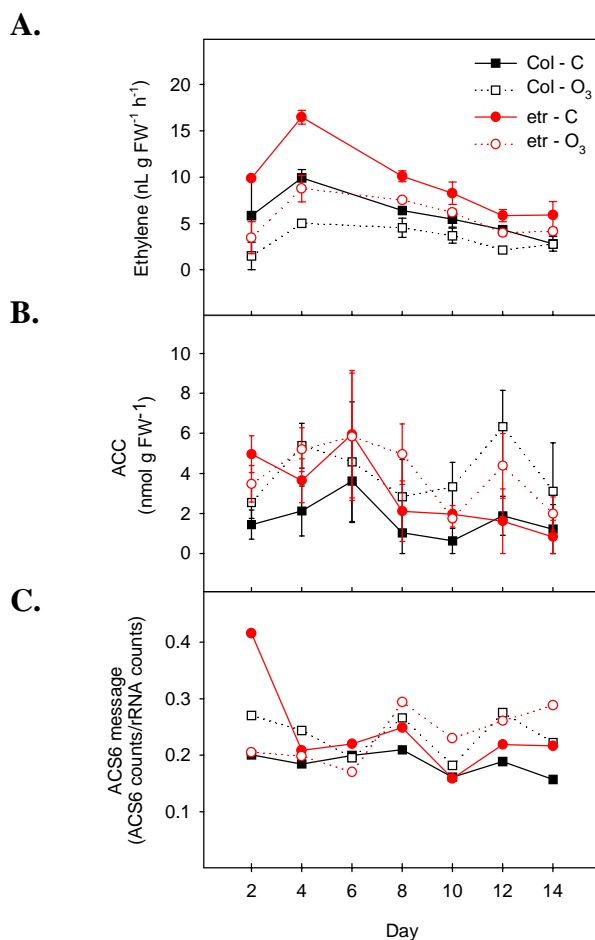 A.
Col - C
Col - O₃
etr - C
etr - O₃
20
15
10
5
0
Ethylene (nL g FW⁻¹ h⁻¹)
B.
10
8
6
4
2
0
ACC
(nmol g FW-1)
C.
0.4
0.3
0.2
0.1
ACS6 message
(ACS6 counts/rRNA counts)
2 4 6 8 10 12 14
Day